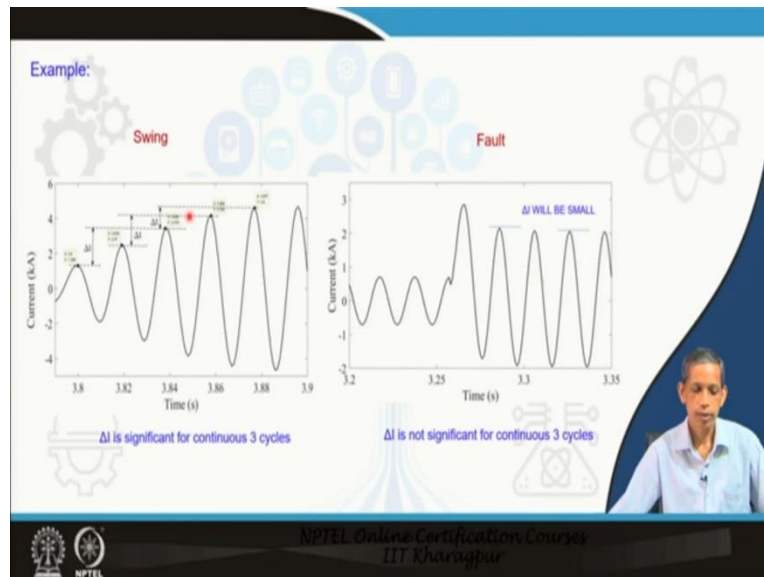 Example:
Swing
Fault
6
4
2
0
-2
-4
Current (kA)
ΔI
ΔI
ΔI
3.8
3.82
3.84
3.86
3.88
3.9
Time (s)
3
2
1
0
-1
-2
Current (kA)
ΔI WILL BE SMALL
3.2
3.25
3.3
3.35
Time (s)
ΔI is significant for continuous 3 cycles
ΔI is not significant for continuous 3 cycles
NPTEL
NPTEL Online Certification Courses
IIT Kharagpur